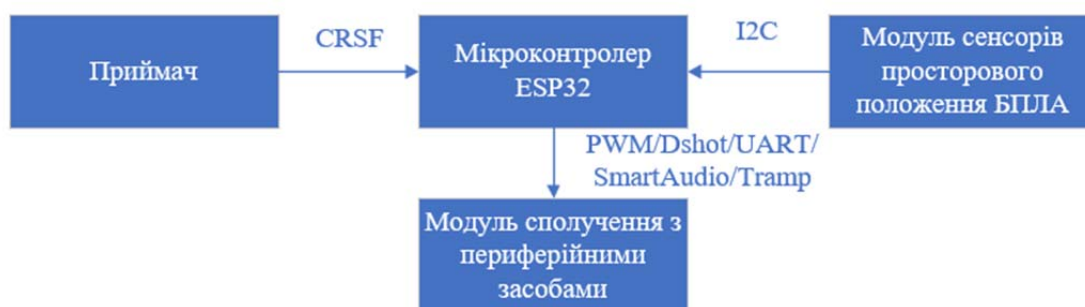 Приймач
CRSF
Мікроконтролер
ESP32
I2C
Модуль сенсорів
просторового
положення БПЛА
PWM/Dshot/UART/
SmartAudio/Tramp
Модуль сполучення з
периферійними
засобами